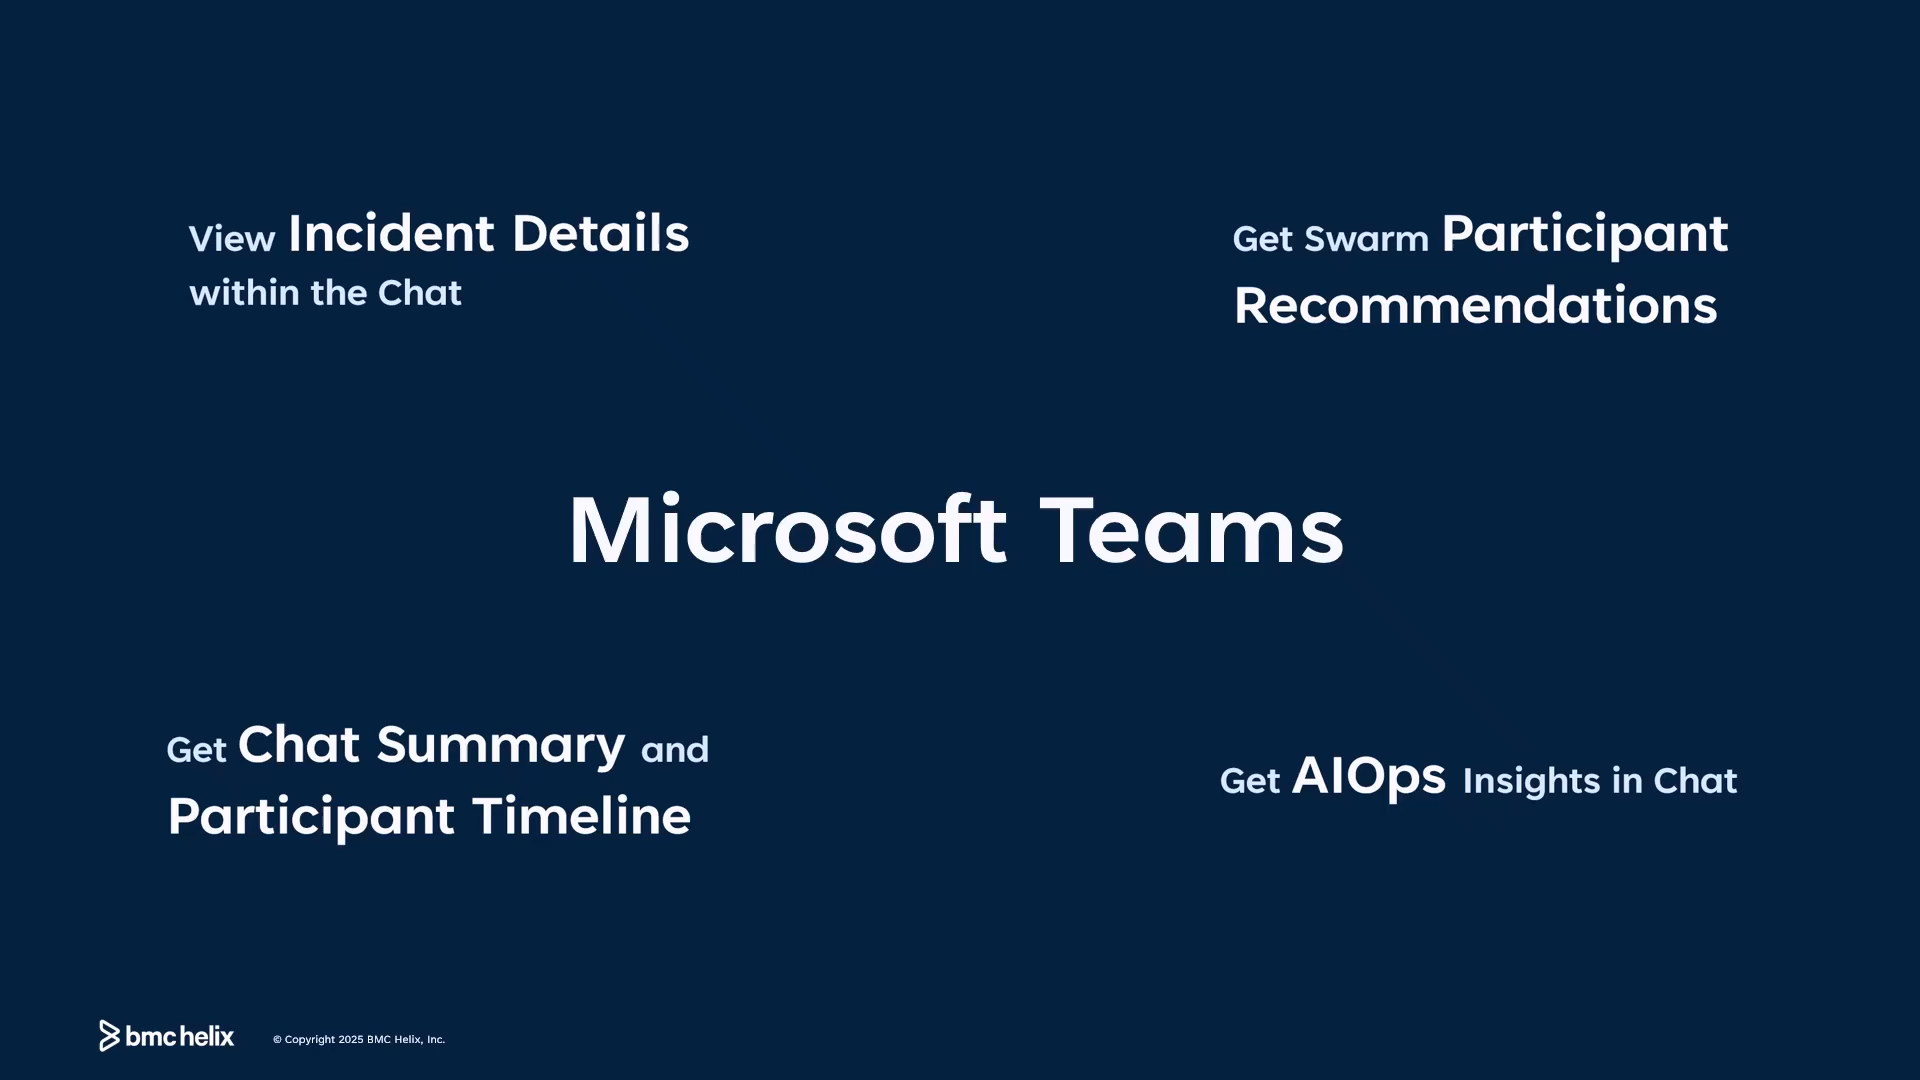 View Incident Details
within the Chat
Get Swarm Participant
Recommendations
Microsoft Teams
Get Chat Summary and
Participant Timeline
Get AIOps Insights in Chat
bmc helix
© Copyright 2025 BMC Helix, Inc.